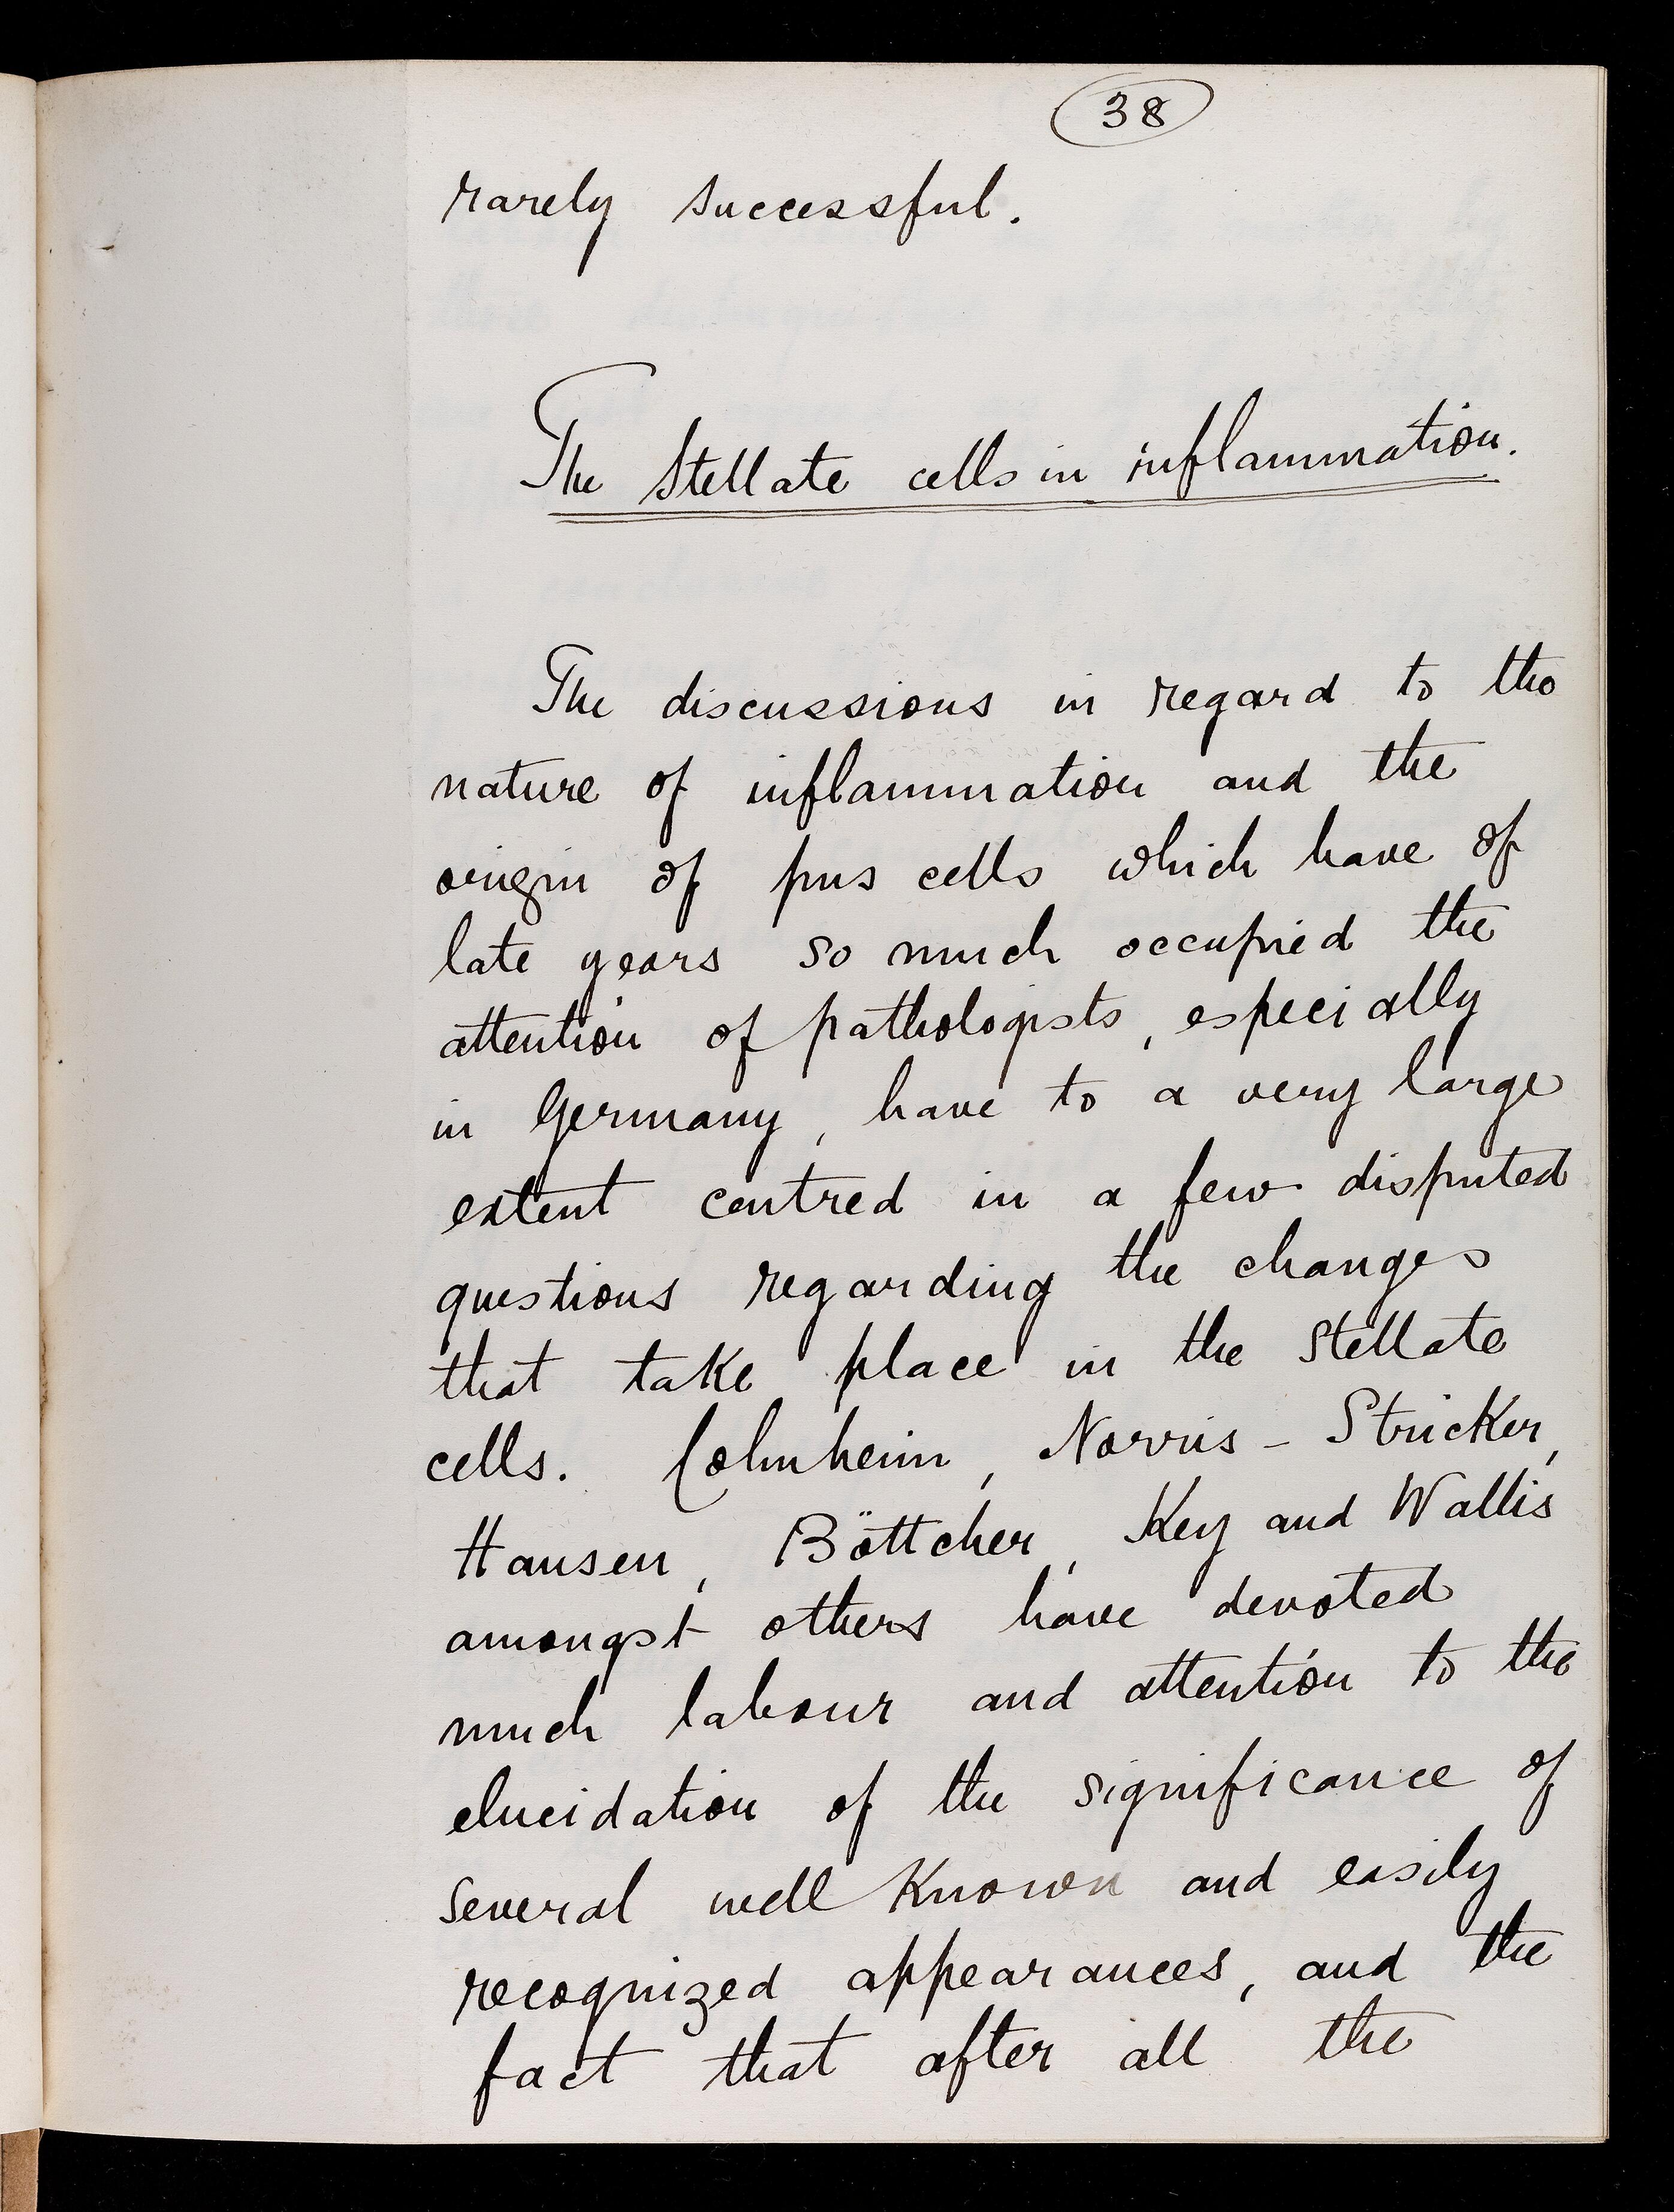 38
rarely successful.
The Stellate cells in inflammation.
The discussions in regard to the
nature of inflammation and the
origin of pus cells which have of
late years so much occupied the
attention of pathologists, especially
in Germany, have to a very large
extent centred in a few disputed
questions regarding the changes
that take place in the stellate
cells. Cohnheim, Norris - Stricker,
Hansen, Böttcher, Key and Wallis
amongst others have devoted
much labour and attention to the
elucidation of the significance of
several well known and easily
recognized appearances, and the
fact that after all the